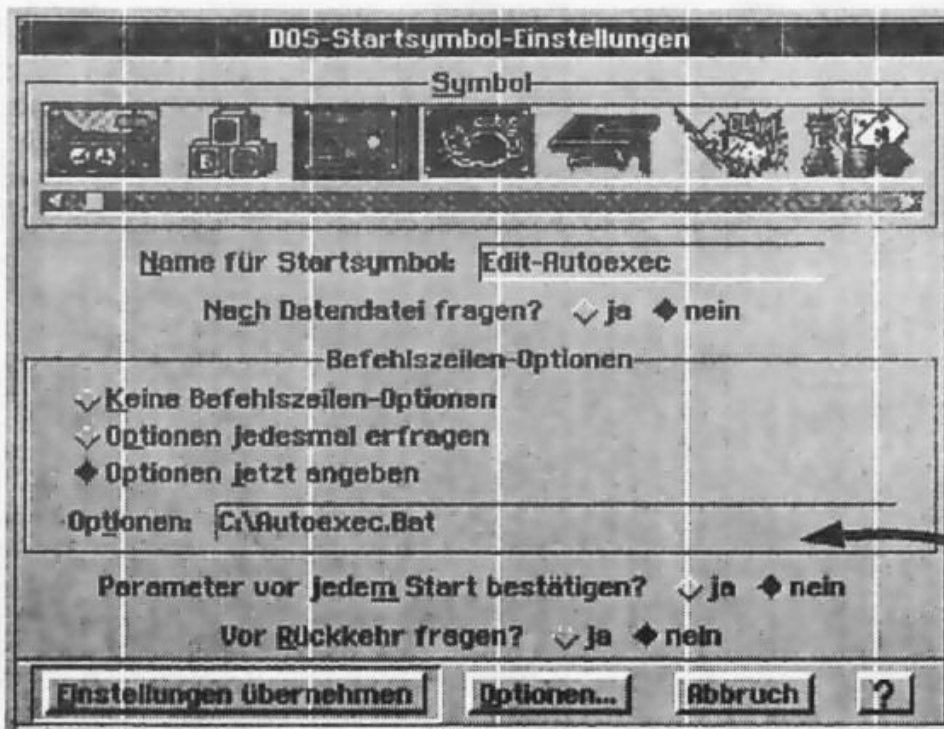 DOS-Startsymbol-Einstellungen
Symbol
Name für Startsymbol: Edit-Autoexec
Nach Datendatei fragen? ja nein
Befehlszeilen-Optionen
Keine Befehlszeilen-Optionen
Optionen jedesmal erfragen
Optionen jetzt angeben
Optionen: C:\Autoexec.Bat
Parameter vor jedem Start bestätigen? ja nein
Vor Rückkehr fragen? ja nein
Einstellungen übernehmen Optionen... Abbruch ?